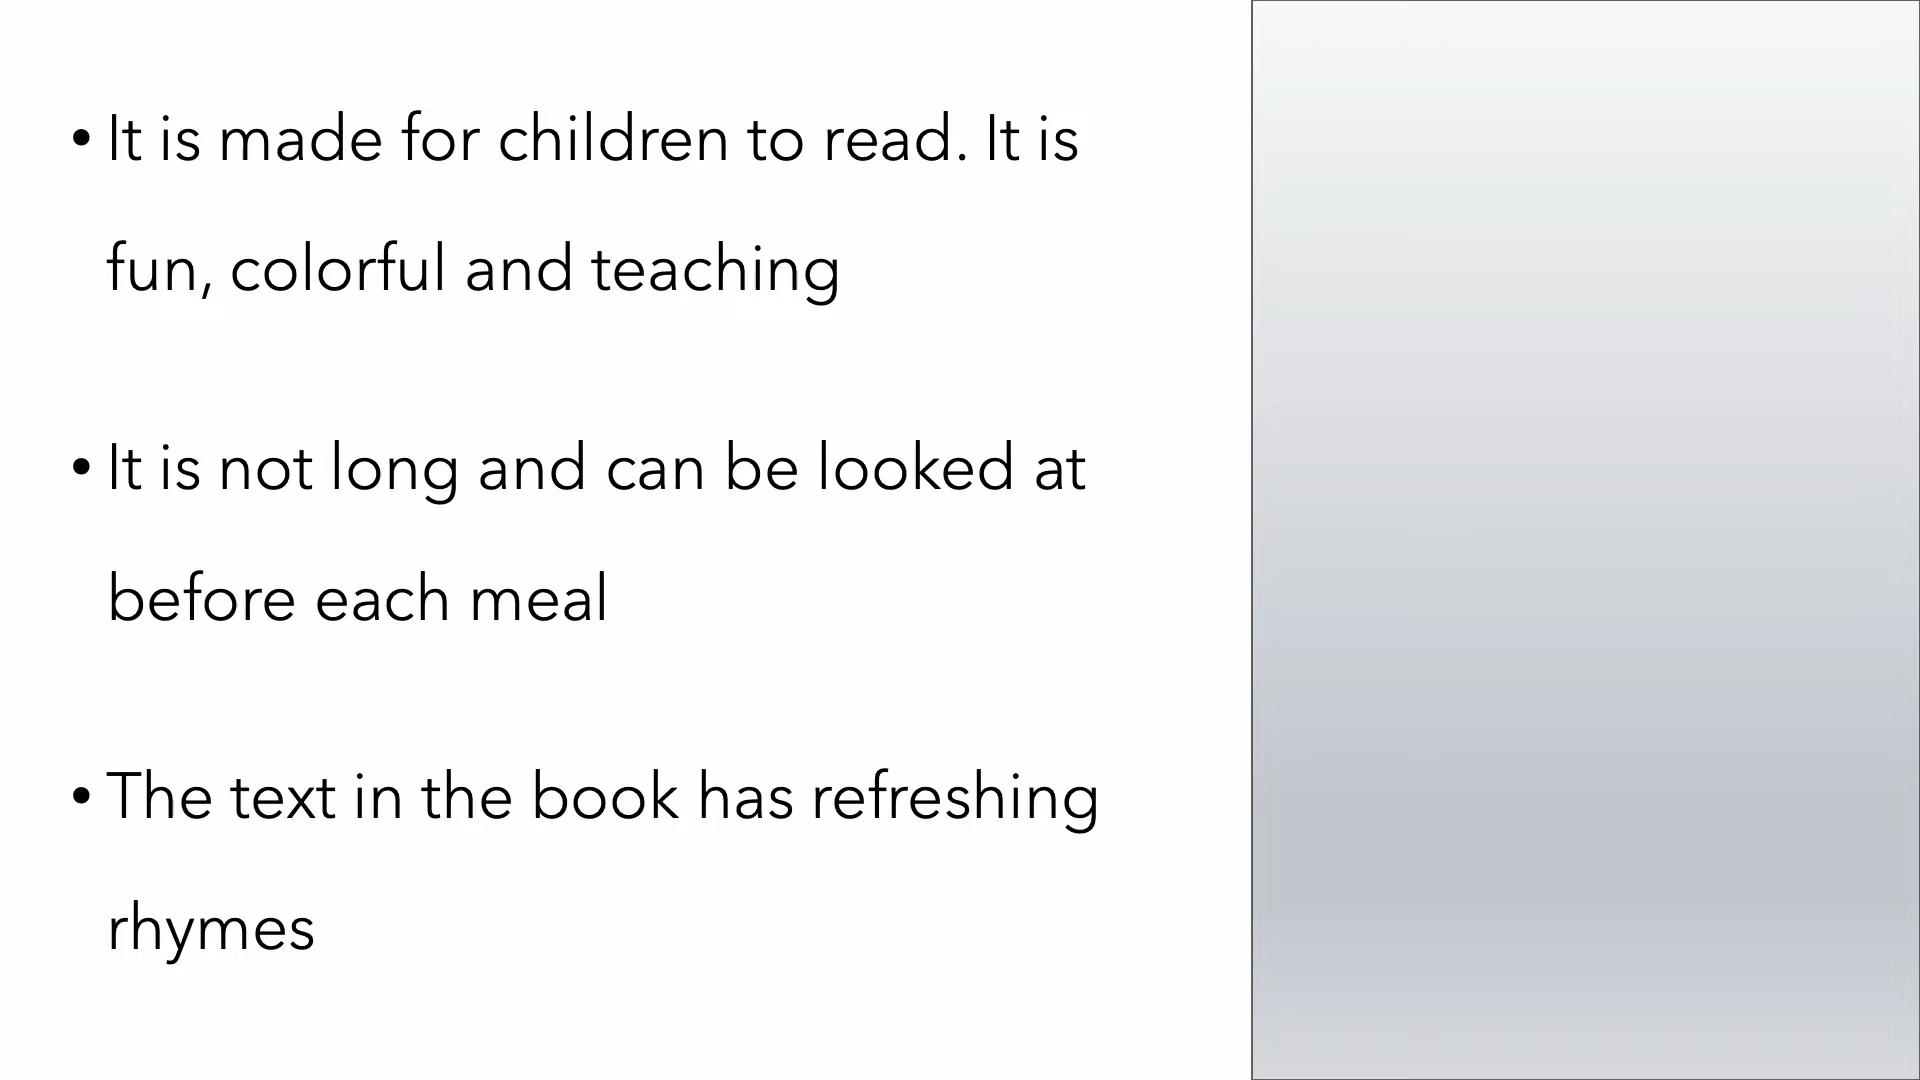 • It is made for children to read. It is
fun, colorful and teaching
• It is not long and can be looked at
before each meal
• The text in the book has refreshing
rhymes